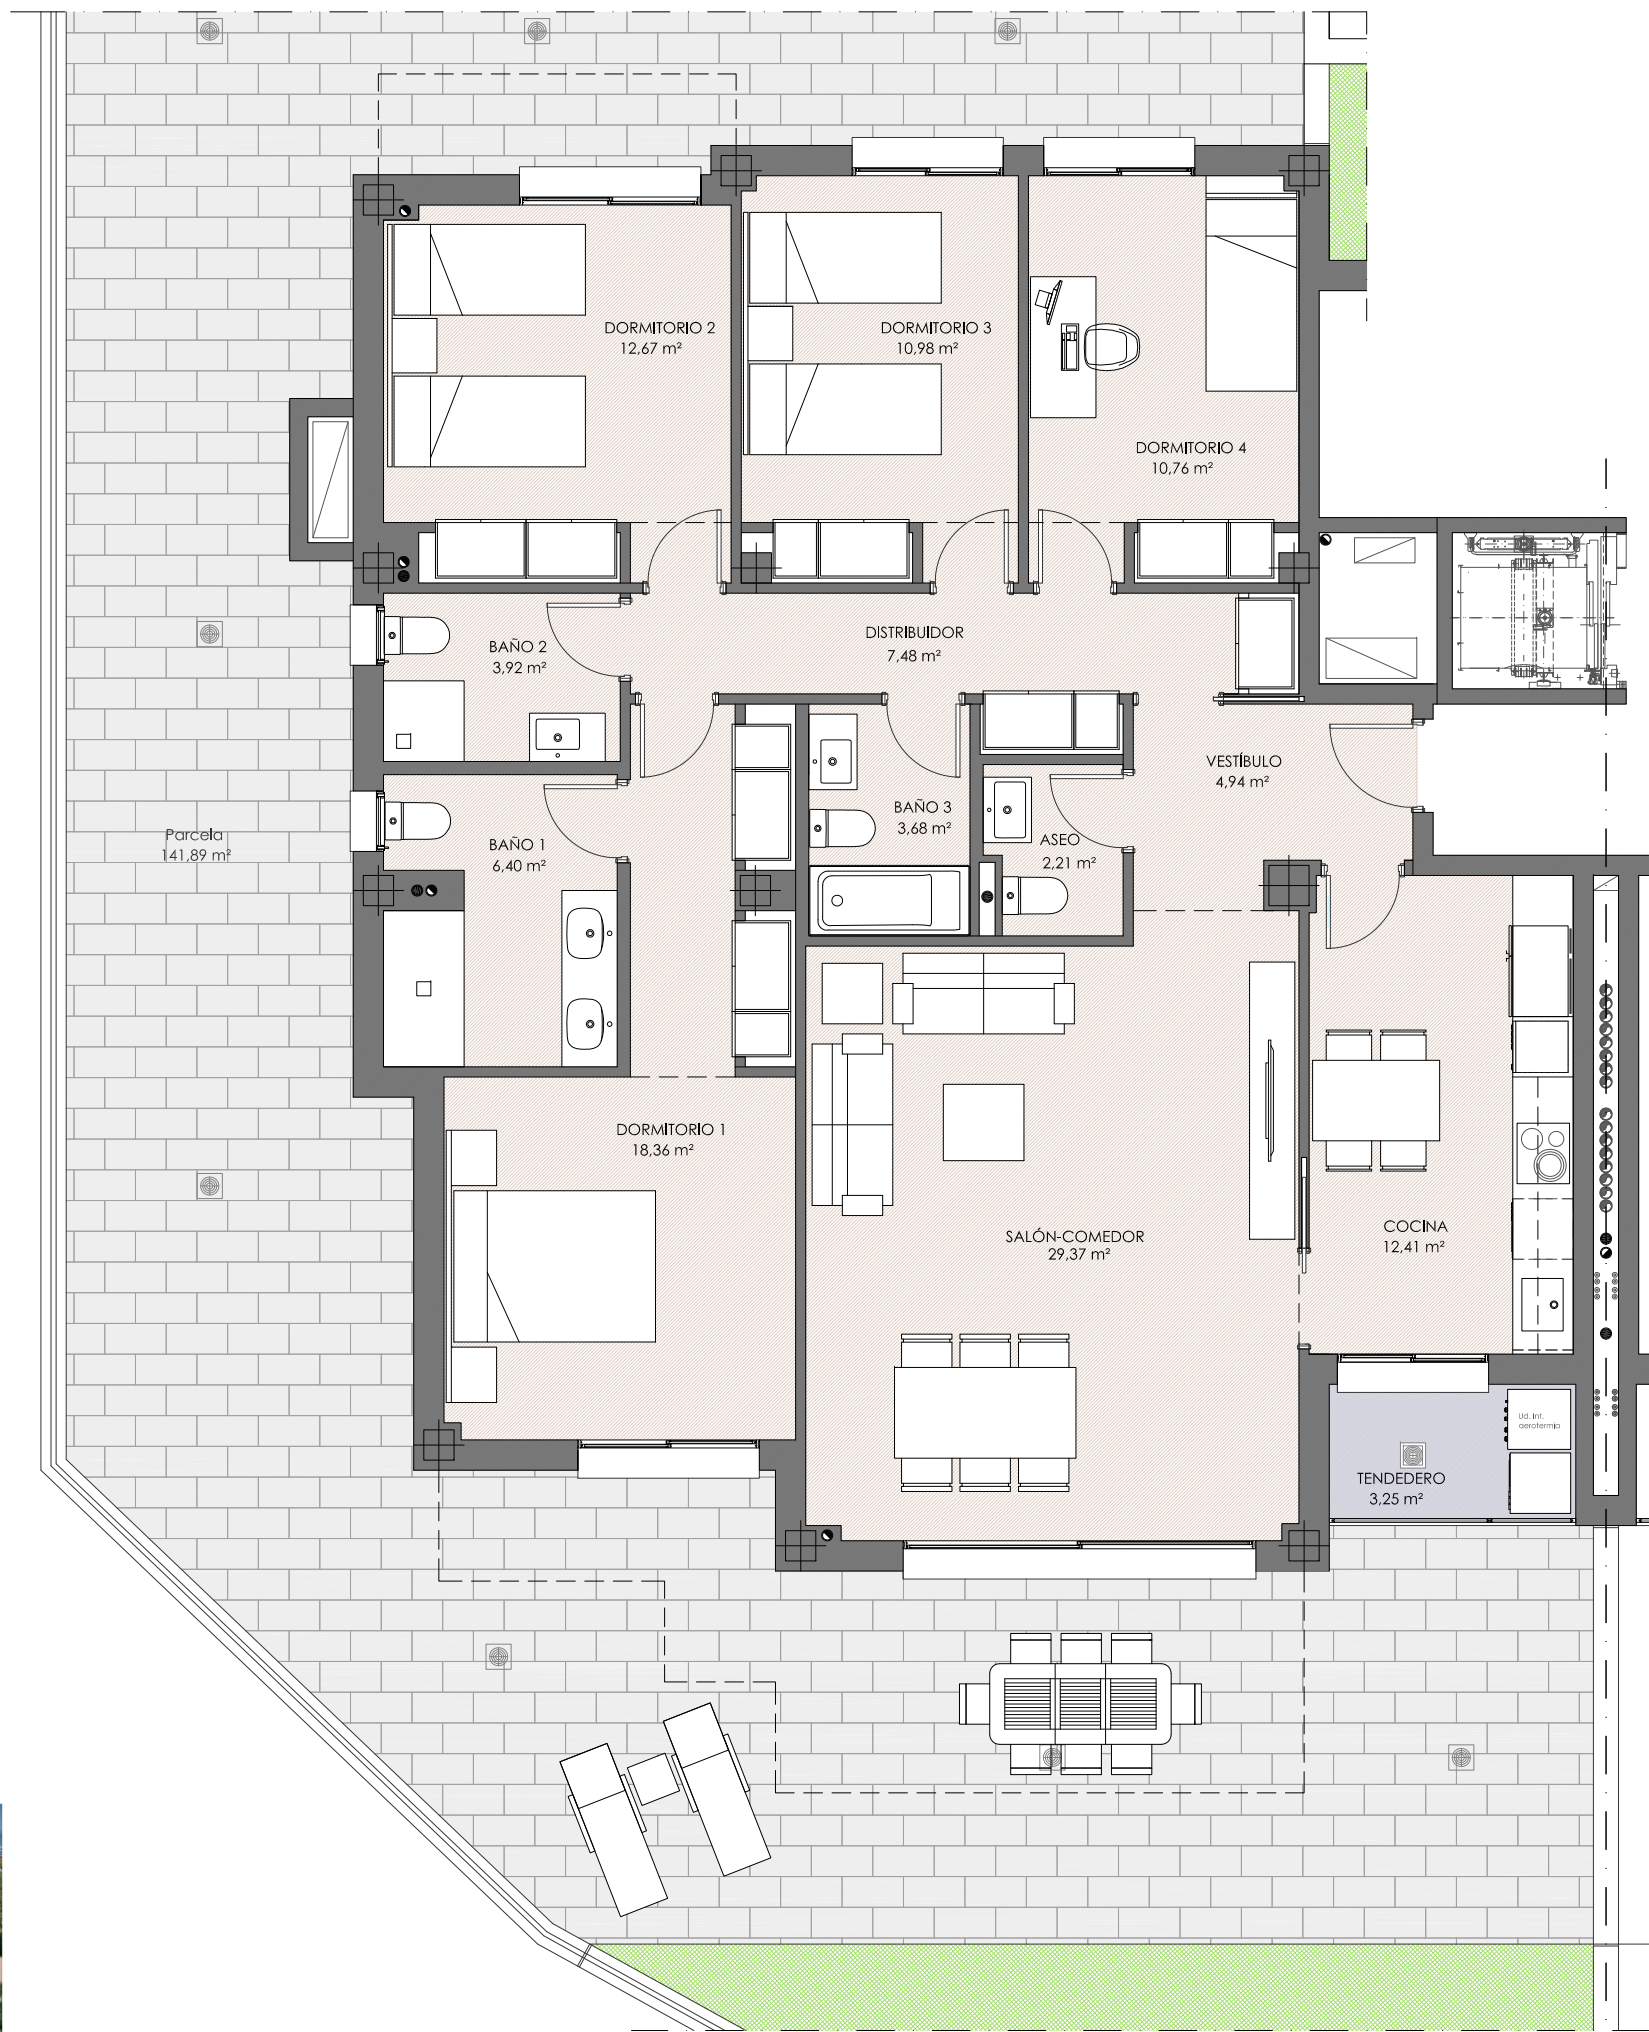 DORMITORIO 2
12,67 m²
DORMITORIO 3
10,98 m²
DORMITORIO 4
10,76 m²
DISTRIBUIDOR
7,48 m²
BAÑO 2
3,92 m²
VESTÍBULO
4,94 m²
BAÑO 3
3,68 m²
Parcela
141,89 m²
BAÑO 1
6,40 m²
ASEO
2,21 m²
DORMITORIO 1
18,36 m²
SALÓN-COMEDOR
29,37 m²
COCINA
12,41 m²
Ud. Int.
aerotermia
TENDEDERO
3,25 m²